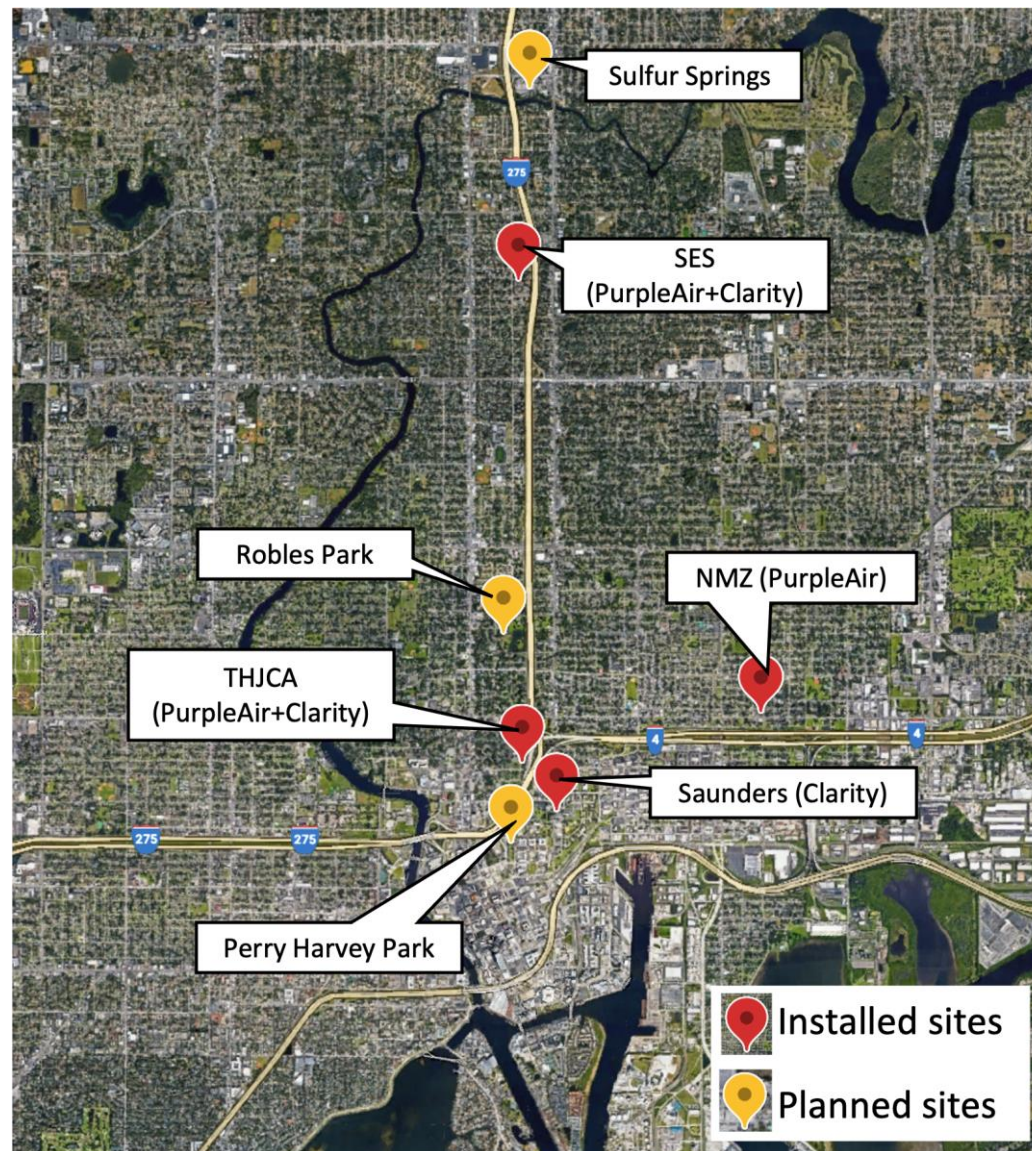 Sulfur Springs
275
SES
(PurpleAir+Clarity)
Robles Park
NMZ (PurpleAir)
THJCA
(PurpleAir+Clarity)
4
4
Saunders (Clarity)
275
275
Perry Harvey Park
Installed sites
Planned sites